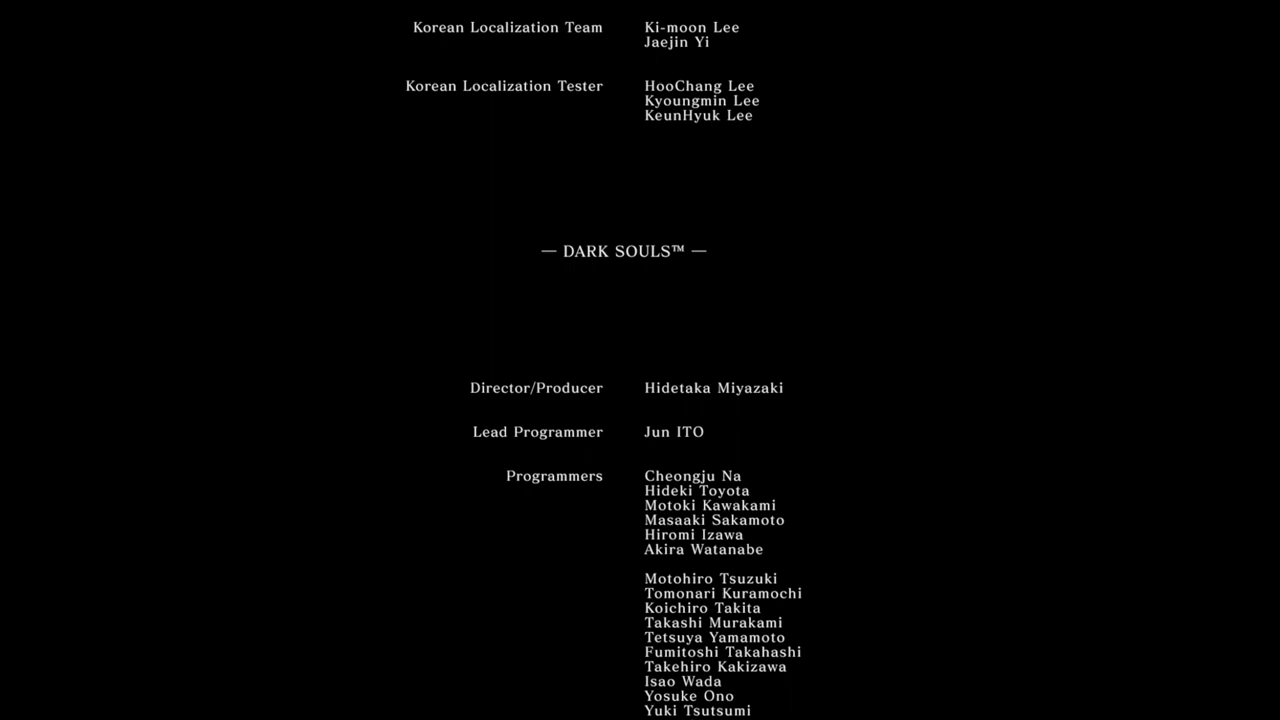 Korean Localization Team Ki-moon Lee
Jaejin Yi
Korean Localization Tester HooChang Lee
Kyoungmin Lee
KeunHyuk Lee
— DARK SOULS™ —
Director/Producer Hidetaka Miyazaki
Lead Programmer Jun ITO
Programmers Cheongju Na
Hideki Toyota
Motoki Kawakami
Masaaki Sakamoto
Hiromi Izawa
Akira Watanabe
Motohiro Tsuzuki
Tomonari Kuramochi
Koichiro Takita
Takashi Murakami
Tetsuya Yamamoto
Fumitoshi Takahashi
Takehiro Kakizawa
Isao Wada
Yosuke Ono
Yuki Tsutsumi